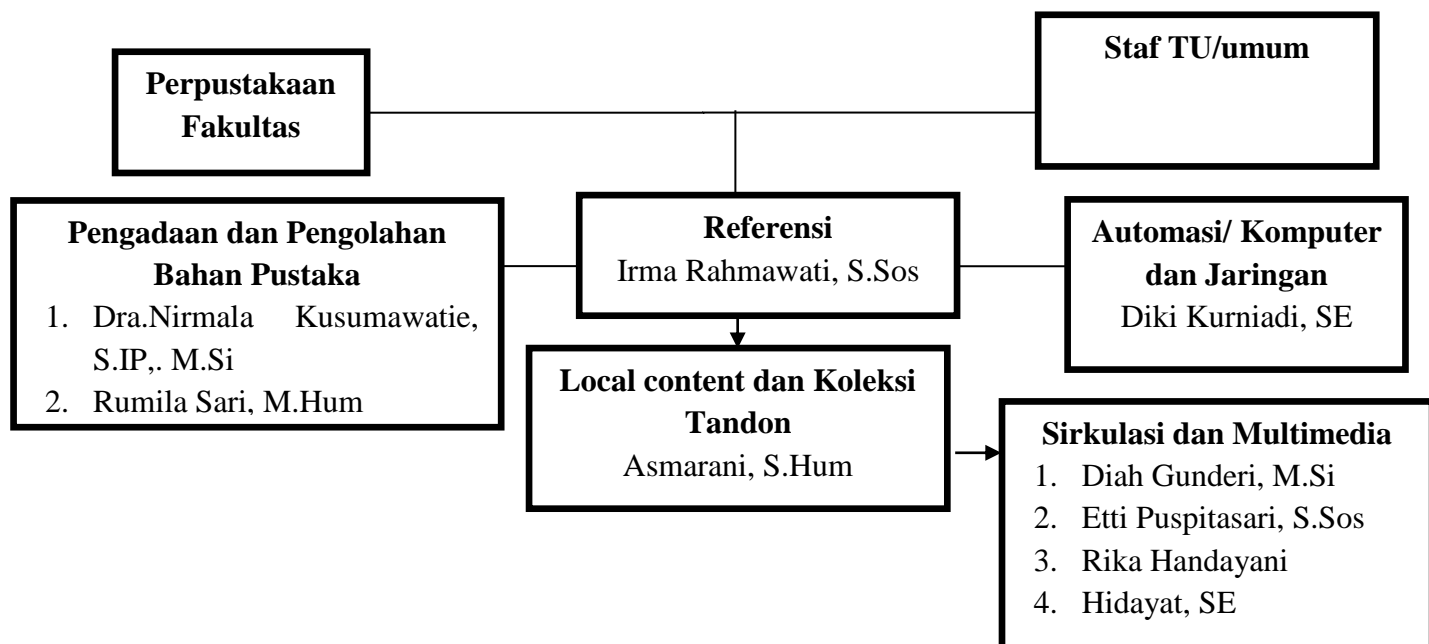 Perpustakaan
Fakultas
Staf TU/umum
Pengadaan dan Pengolahan
Bahan Pustaka
1. Dra.Nirmala Kusumawatie,
S.IP,. M.Si
2. Rumila Sari, M.Hum
Referensi
Irma Rahmawati, S.Sos
Automasi/ Komputer
dan Jaringan
Diki Kurniadi, SE
Local content dan Koleksi
Tandon
Asmarani, S.Hum
Sirkulasi dan Multimedia
1. Diah Gunderi, M.Si
2. Etti Puspitasari, S.Sos
3. Rika Handayani
4. Hidayat, SE